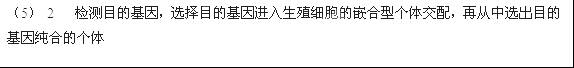 （5） 2  检测目的基因，选择目的基因进入生殖细胞的嵌合型个体交配，再从中选出目的
基因纯合的个体